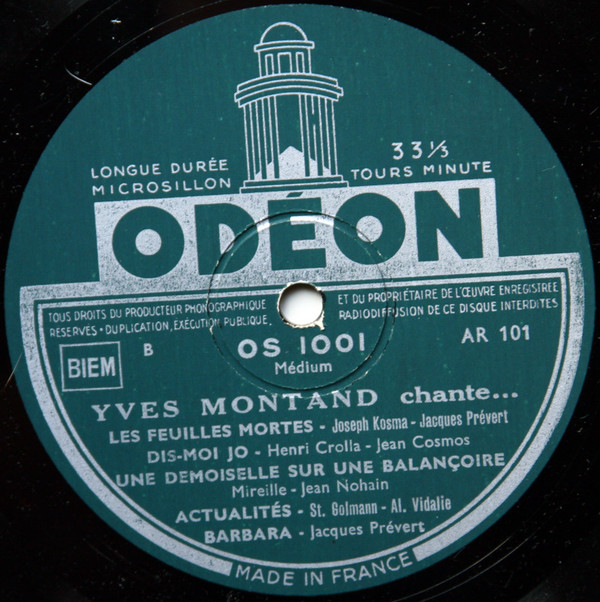 LONGUE DURÉE
MICROSILLON
33 1/3
TOURS MINUTE
ODÉON
TOUS DROITS DU PRODUCTEUR PHONOGRAPHIQUE
RESERVÉS · DUPLICATION, EXÉCUTION PUBLIQUE,
ET DU PROPRIÉTAIRE DE L'ŒUVRE ENREGISTRÉE
RADIODIFFUSION DE CE DISQUE INTERDITES
BIEM
B
OS 1001
AR 101
Médium
YVES MONTAND chante...
LES FEUILLES MORTES - Joseph Kosma - Jacques Prévert
DIS-MOI JO - Henri Crolla - Jean Cosmos
UNE DEMOISELLE SUR UNE BALANÇOIRE
Mireille - Jean Nohain
ACTUALITÉS - St. Golmann - Al. Vidalie
BARBARA - Jacques Prévert
MADE IN FRANCE